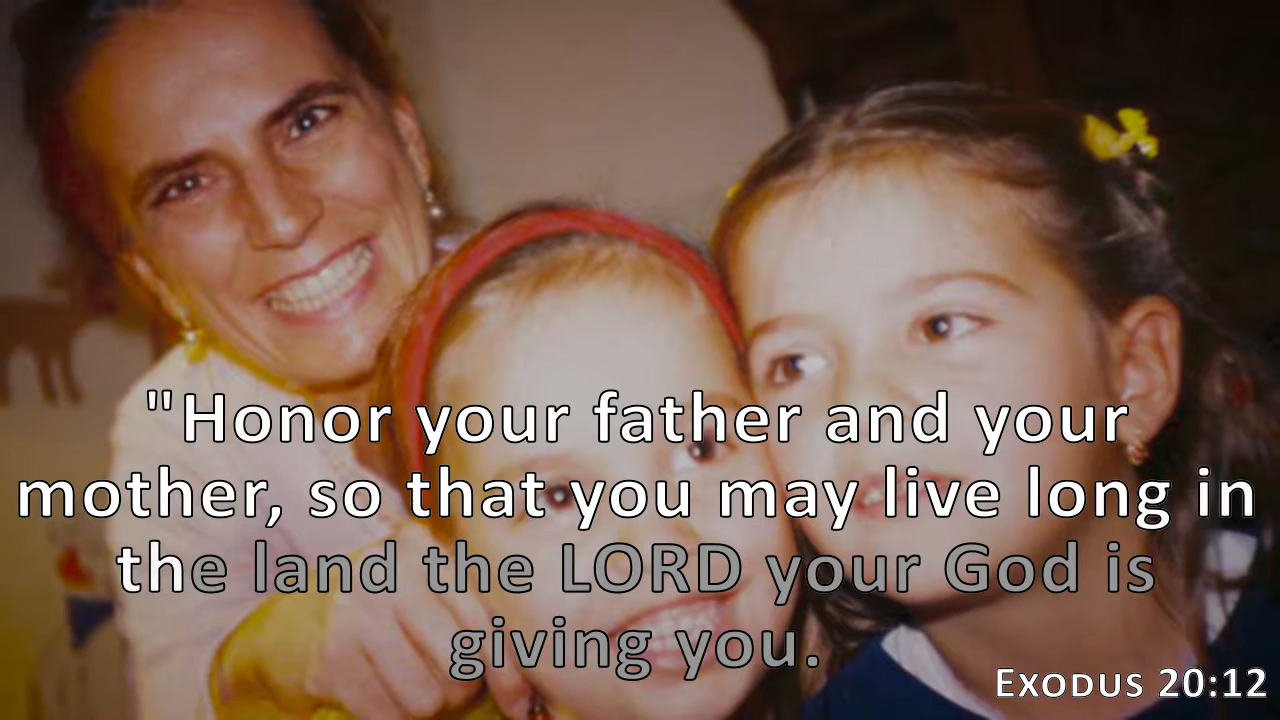 "Honor your father and your
mother, so that you may live long in
the land the LORD your God is
giving you.
Exodus 20:12